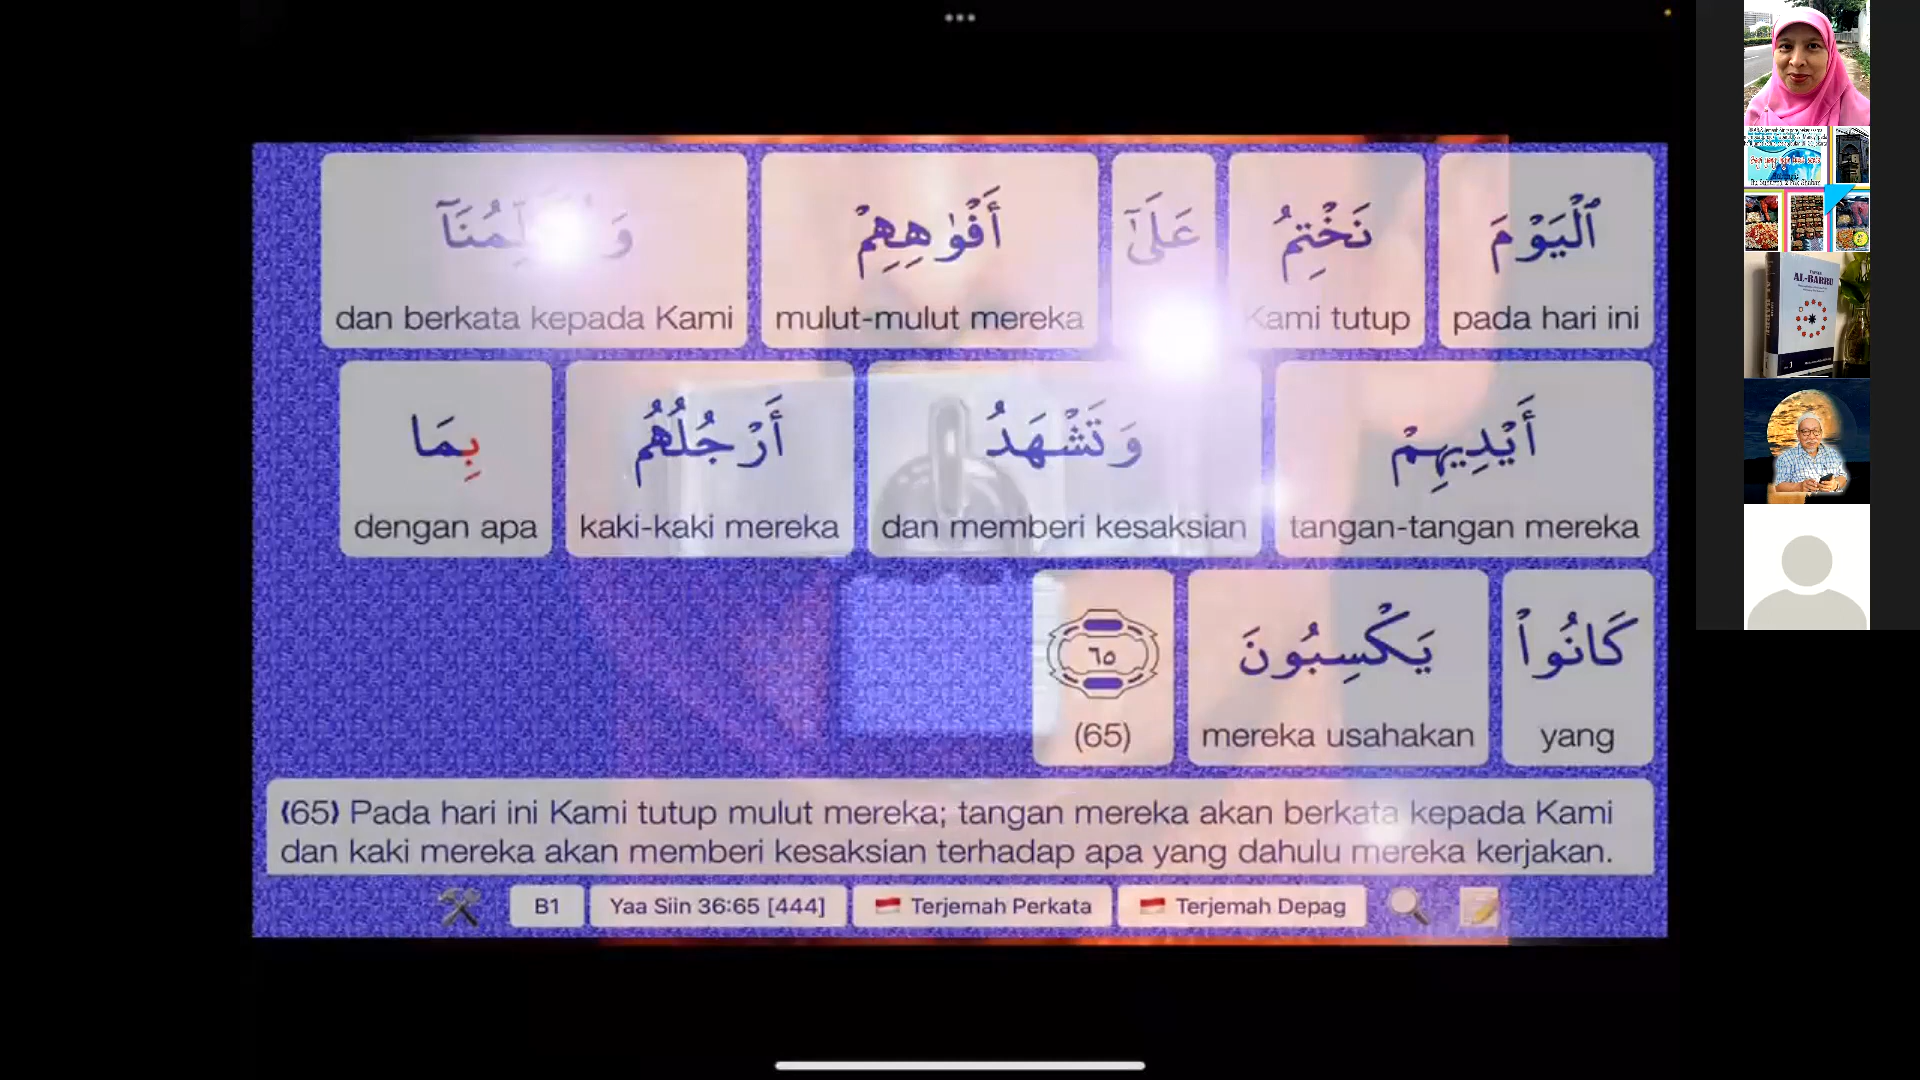 ٱلْيَوْمَ نَخْتِمُ عَلَىٰٓ أَفْوَٰهِهِمْ
pada hari ini Kami tutup mulut-mulut mereka dan berkata kepada Kami
أَيْدِيهِمْ وَتَشْهَدُ أَرْجُلُهُم بِمَا
tangan-tangan mereka dan memberi kesaksian kaki-kaki mereka dengan apa
كَانُوا۟ يَكْسِبُونَ ٦٥
yang mereka usahakan (65)
(65) Pada hari ini Kami tutup mulut mereka; tangan mereka akan berkata kepada Kami
dan kaki mereka akan memberi kesaksian terhadap apa yang dahulu mereka kerjakan.
B1 Yaa Siin 36:65 [444] Terjemah Perkata Terjemah Depag
AL-BARRU